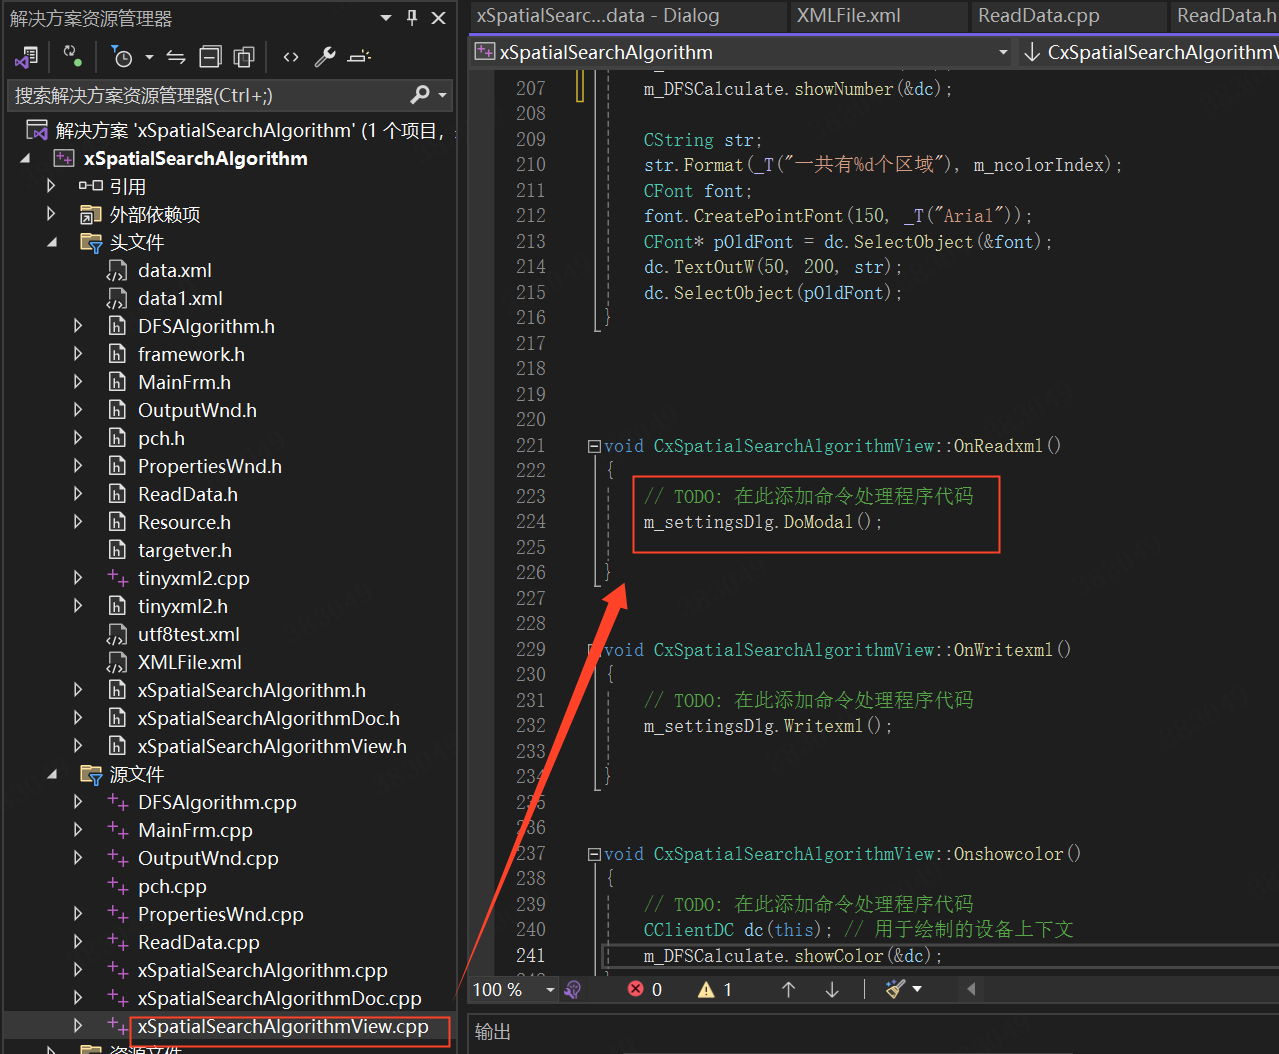 解决方案资源管理器
搜索解决方案资源管理器(Ctrl+;)
解决方案 'xSpatialSearchAlgorithm' (1 个项目,
xSpatialSearchAlgorithm
引用
外部依赖项
头文件
data.xml
data1.xml
DFSAlgorithm.h
framework.h
MainFrm.h
OutputWnd.h
pch.h
PropertiesWnd.h
ReadData.h
Resource.h
targetver.h
tinyxml2.cpp
tinyxml2.h
utf8test.xml
XMLFile.xml
xSpatialSearchAlgorithm.h
xSpatialSearchAlgorithmDoc.h
xSpatialSearchAlgorithmView.h
源文件
DFSAlgorithm.cpp
MainFrm.cpp
OutputWnd.cpp
pch.cpp
PropertiesWnd.cpp
ReadData.cpp
xSpatialSearchAlgorithm.cpp
xSpatialSearchAlgorithmDoc.cpp
xSpatialSearchAlgorithmView.cpp
资源文件
xSpatialSearc...data - Dialog XMLFile.xml ReadData.cpp ReadData.h
xSpatialSearchAlgorithm CxSpatialSearchAlgorithmV
207 m_DFSCalculate.showNumber(&dc);
208
209 CString str;
210 str.Format(_T("一共有%d个区域"), m_ncolorIndex);
211 CFont font;
212 font.CreatePointFont(150, _T("Arial"));
213 CFont* pOldFont = dc.SelectObject(&font);
214 dc.TextOutW(50, 200, str);
215 dc.SelectObject(pOldFont);
216 }
217
218
219
220
221 void CxSpatialSearchAlgorithmView::OnReadxml()
222 {
223 // TODO: 在此添加命令处理程序代码
224 m_settingsDlg.DoModal();
225
226 }
227
228
229 void CxSpatialSearchAlgorithmView::OnWritexml()
230 {
231 // TODO: 在此添加命令处理程序代码
232 m_settingsDlg.Writexml();
233
234 }
235
236
237 void CxSpatialSearchAlgorithmView::Onshowcolor()
238 {
239 // TODO: 在此添加命令处理程序代码
240 CClientDC dc(this); // 用于绘制的设备上下文
241 m_DFSCalculate.showColor(&dc);
100 % 0 1
输出